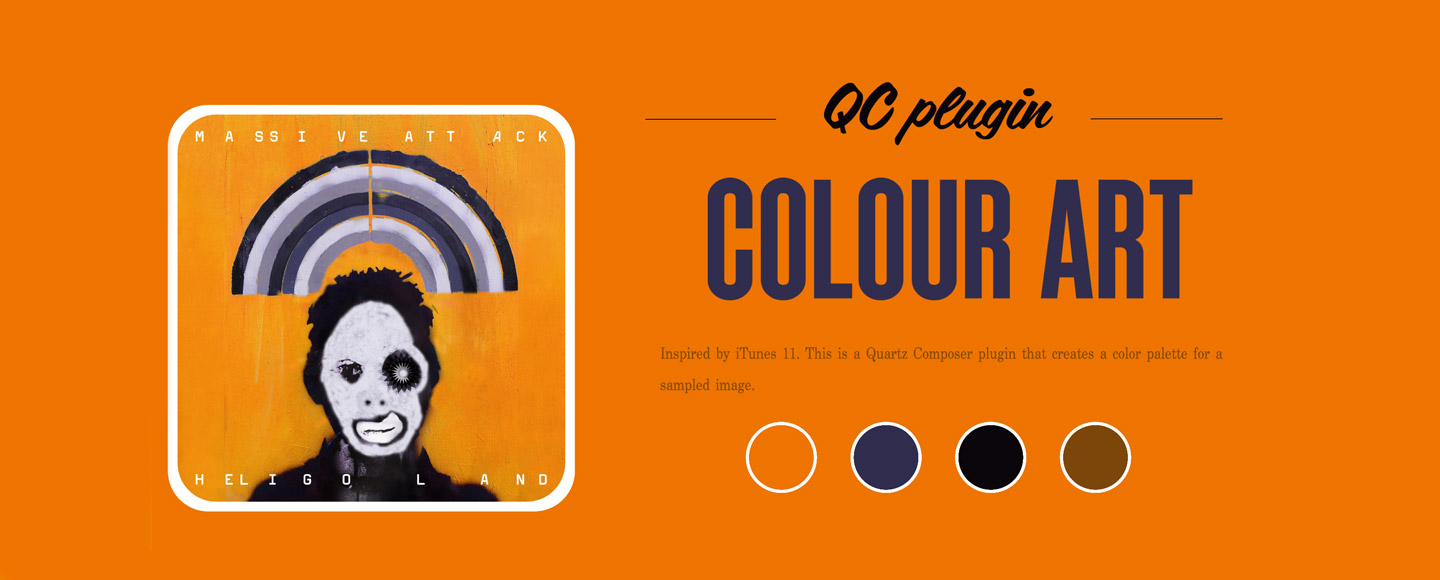 MASSIVE ATTACK
HELIGOLAND
QC plugin
COLOUR ART
Inspired by iTunes 11. This is a Quartz Composer plugin that creates a color palette for a
sampled image.